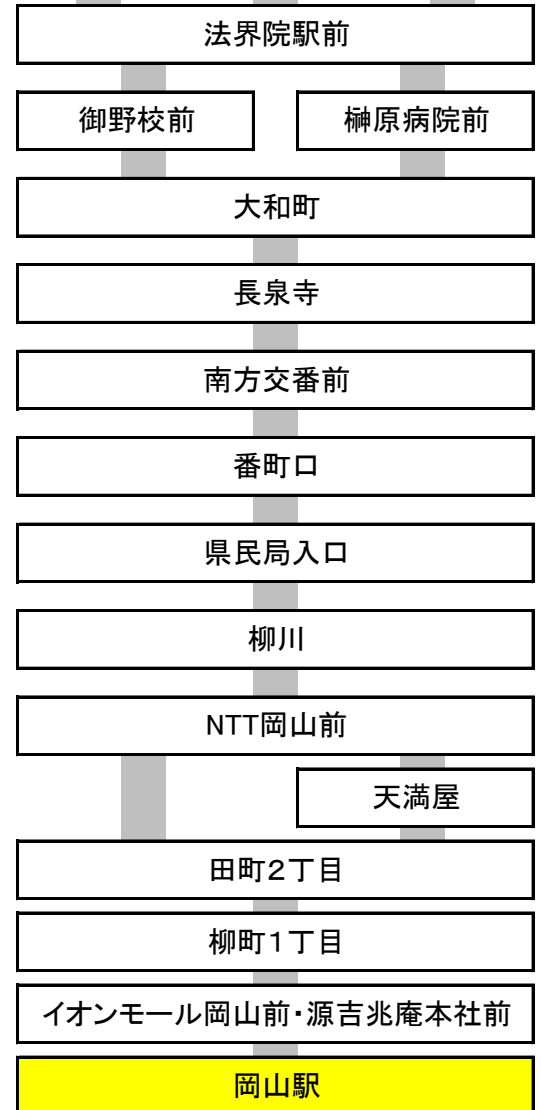 法界院駅前
御野校前
榊原病院前
大和町
長泉寺
南方交番前
番町口
県民局入口
柳川
NTT岡山前
天満屋
田町2丁目
柳町1丁目
イオンモール岡山前・源吉兆庵本社前
岡山駅